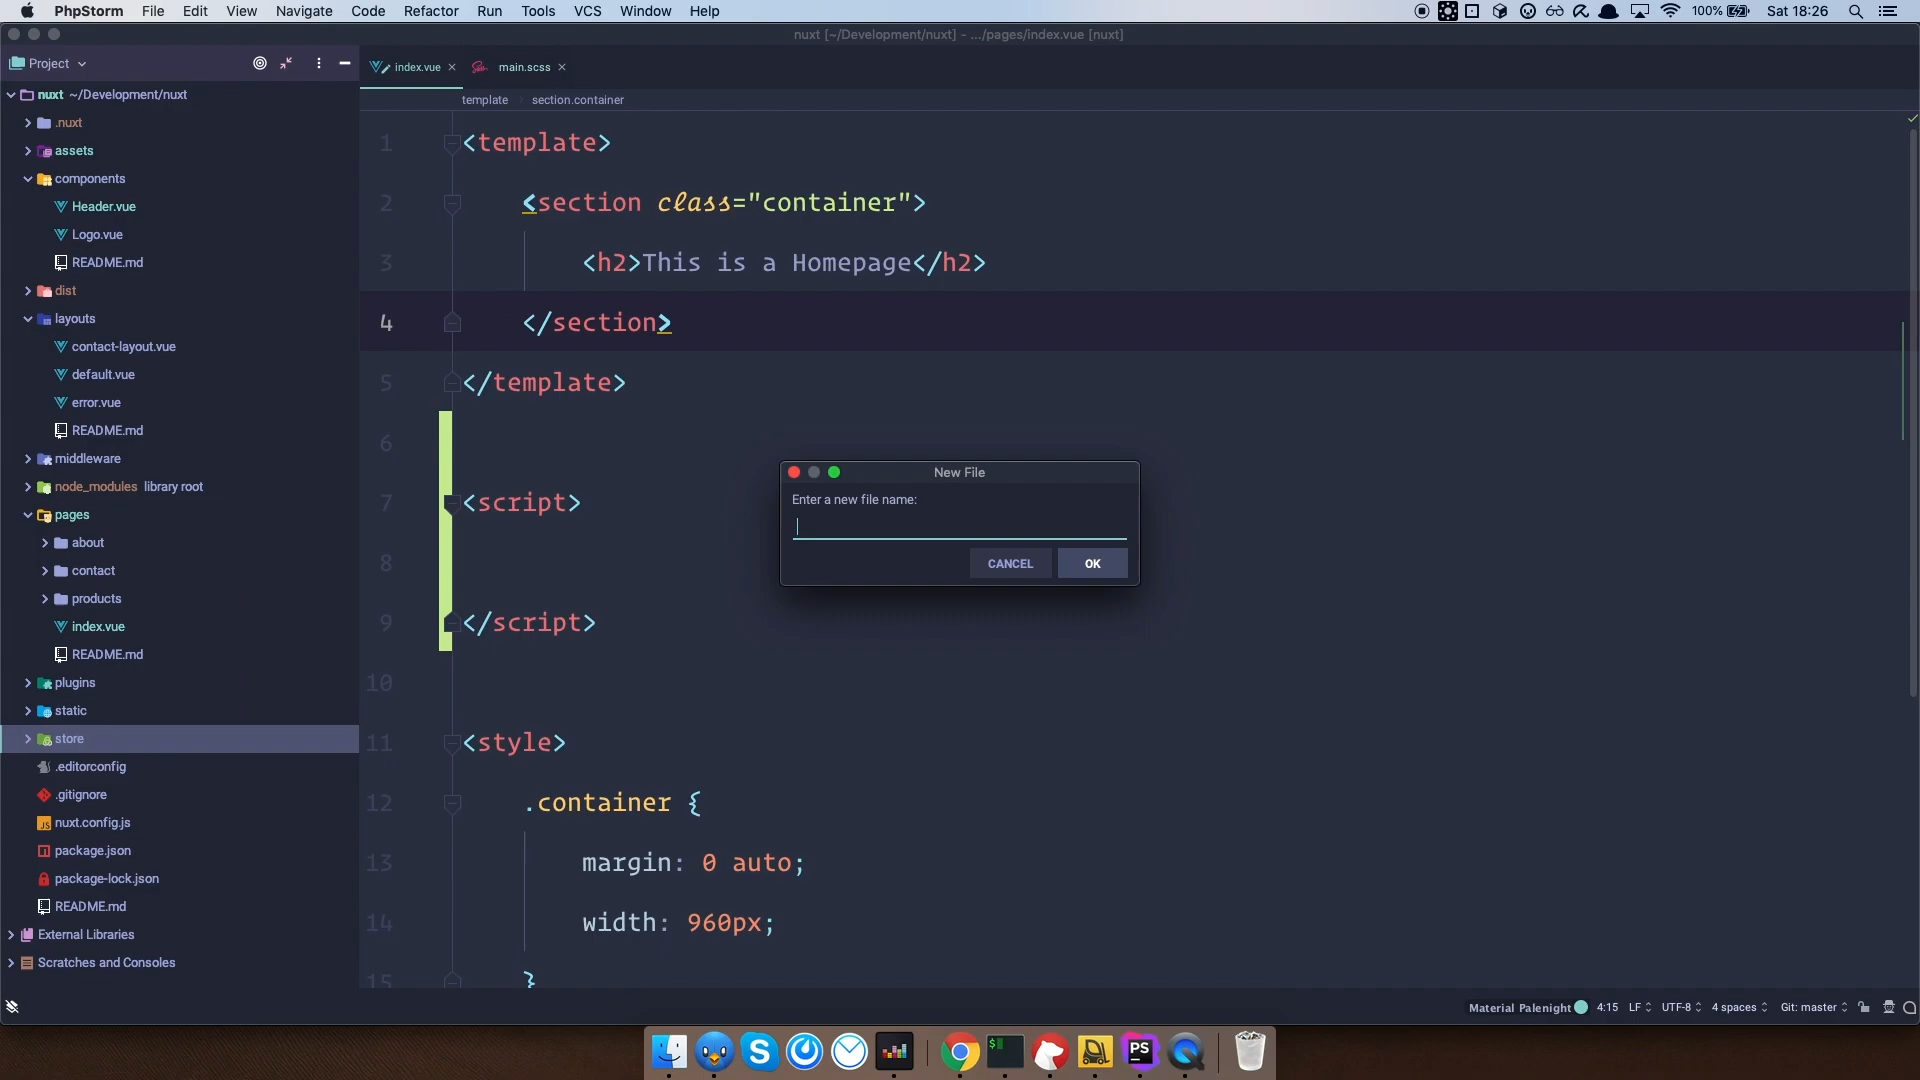 PhpStorm File Edit View Navigate Code Refactor Run Tools VCS Window Help 100% Sat 18:26
nuxt [~/Development/nuxt] - .../pages/index.vue [nuxt]
Project
index.vue
main.scss
template section.container
nuxt ~/Development/nuxt
.nuxt
assets
components
Header.vue
Logo.vue
README.md
dist
layouts
contact-layout.vue
default.vue
error.vue
README.md
middleware
node_modules library root
pages
about
contact
products
index.vue
README.md
plugins
static
store
.editorconfig
.gitignore
nuxt.config.js
package.json
package-lock.json
README.md
External Libraries
Scratches and Consoles
1 <template>
2 <section class="container">
3 <h2>This is a Homepage</h2>
4 </section>
5 </template>
6
7 <script>
8
9 </script>
10
11 <style>
12 .container {
13 margin: 0 auto;
14 width: 960px;
15 }
New File
Enter a new file name:
CANCEL OK
Material Palenight 4:15 LF UTF-8 4 spaces Git: master
S
$
PS